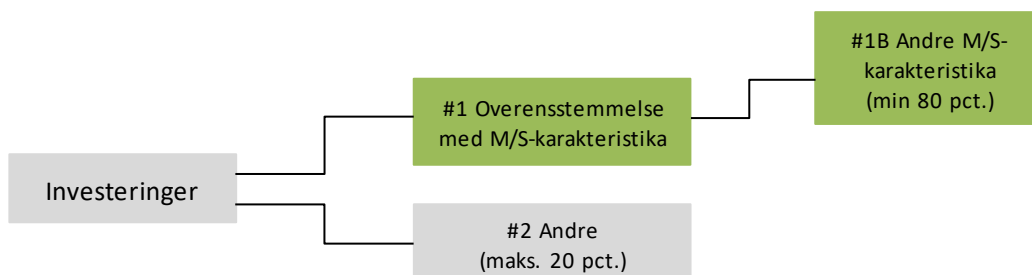 Investeringer
#1 Overensstemmelse
med M/S-karakteristika
#1B Andre M/S-
karakteristika
(min 80 pct.)
#2 Andre
(maks. 20 pct.)